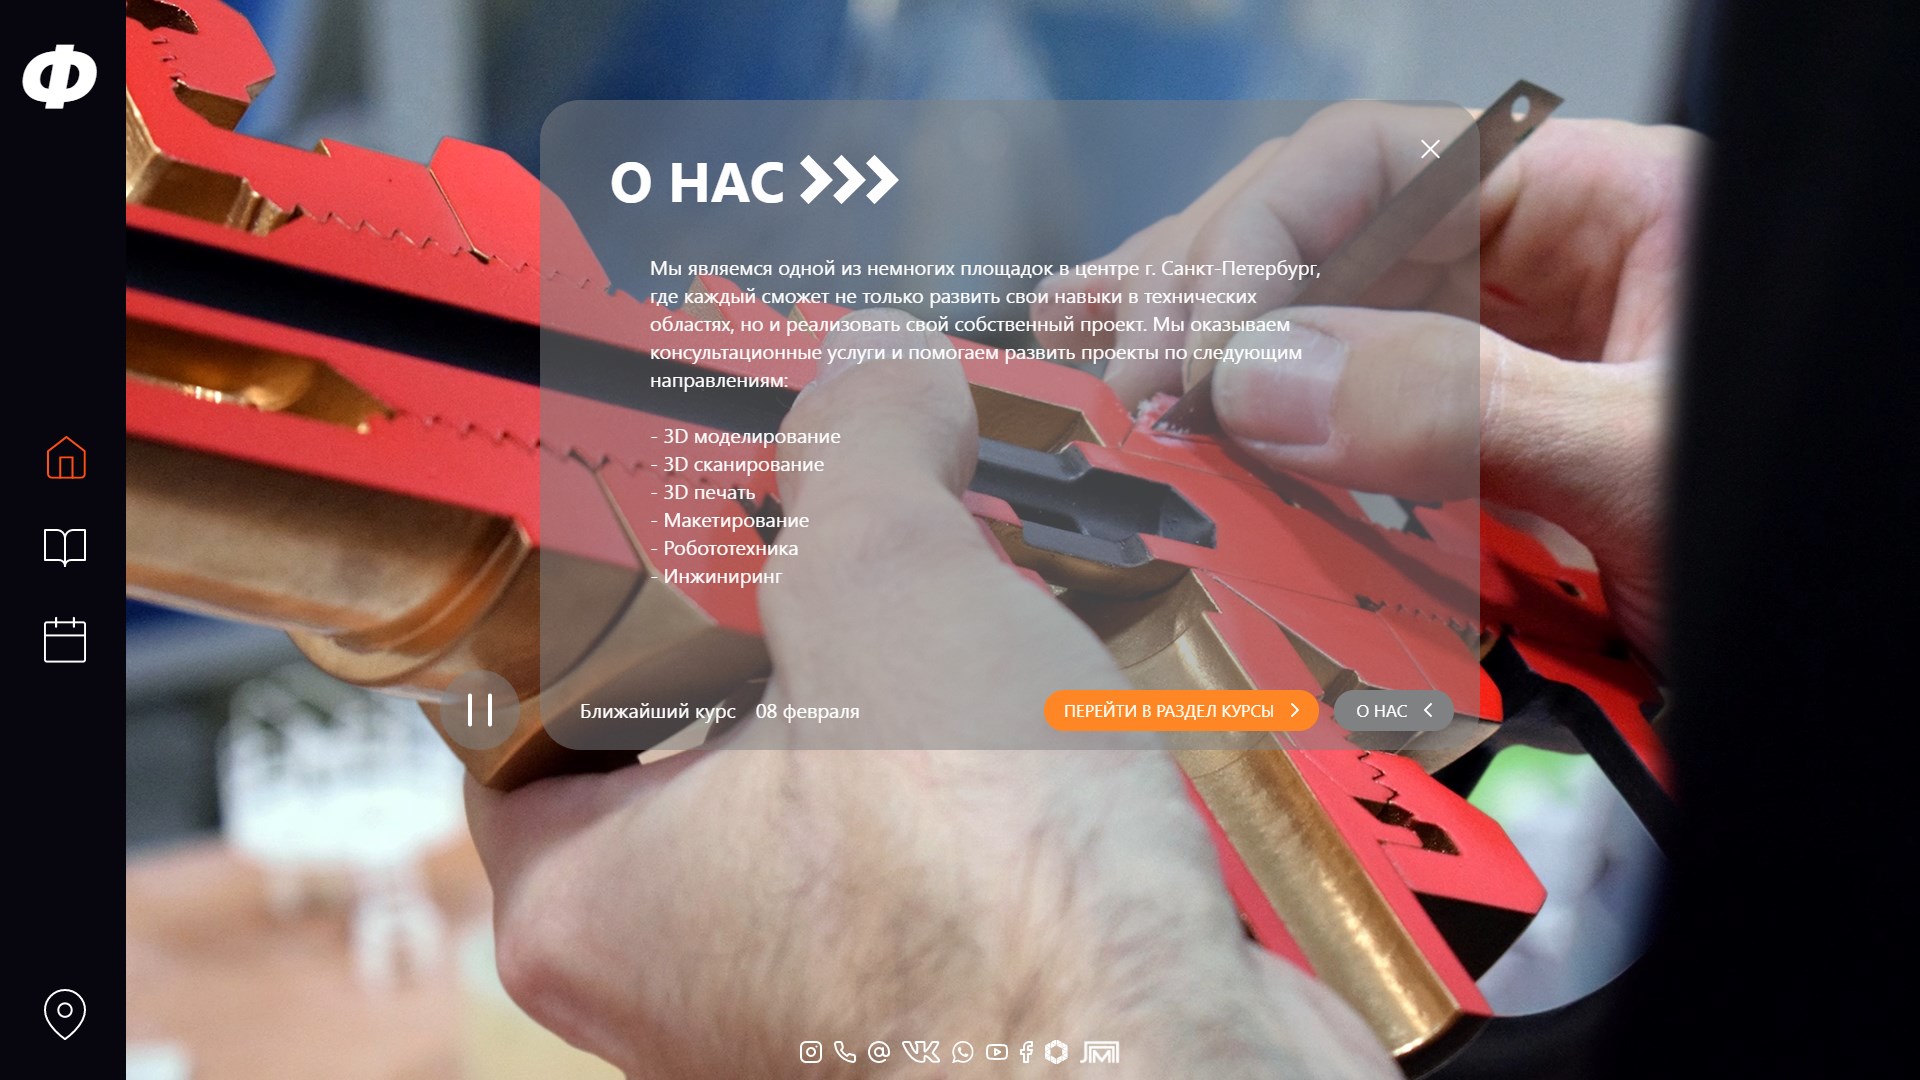 Ф
О НАС
Мы являемся одной из немногих площадок в центре г. Санкт-Петербург,
где каждый сможет не только развить свои навыки в технических
областях, но и реализовать свой собственный проект. Мы оказываем
консультационные услуги и помогаем развить проекты по следующим
направлениям:
- 3D моделирование
- 3D сканирование
- 3D печать
- Макетирование
- Робототехника
- Инжиниринг
Ближайший курс 08 февраля
ПЕРЕЙТИ В РАЗДЕЛ КУРСЫ
О НАС